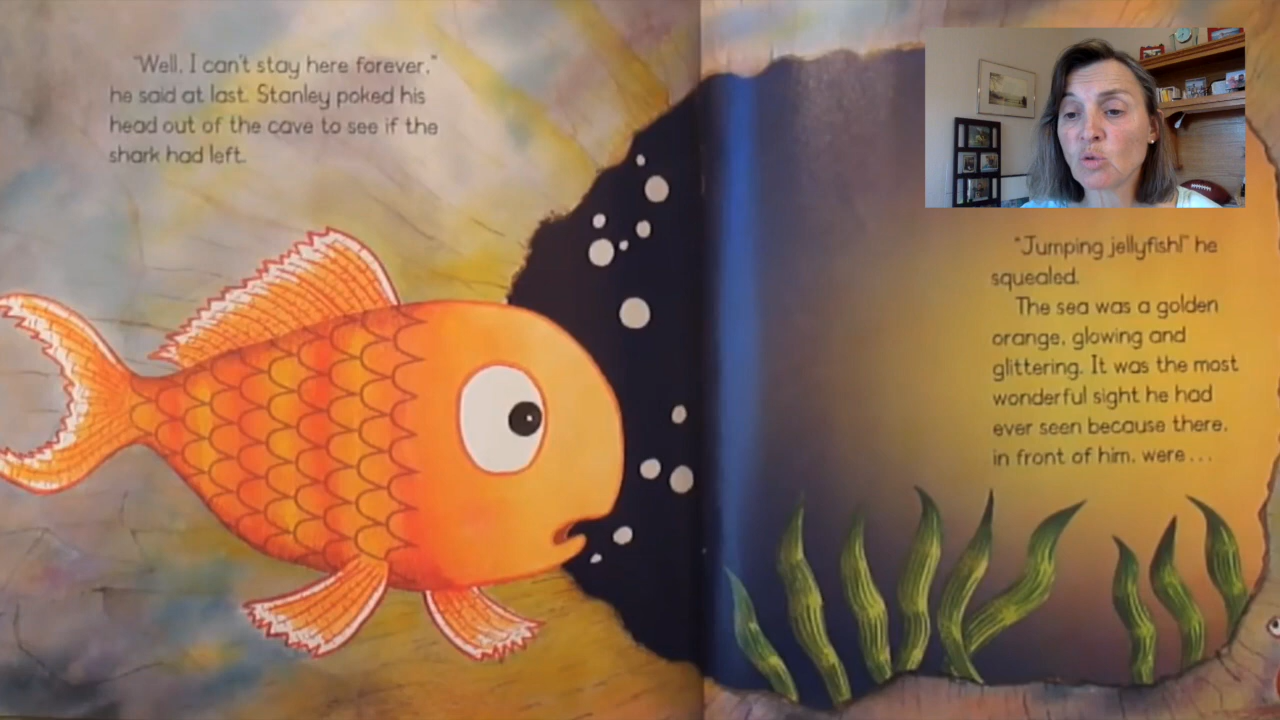 "Well, I can't stay here forever,"
he said at last. Stanley poked his
head out of the cave to see if the
shark had left.
"Jumping jellyfish!" he
squealed.
The sea was a golden
orange, glowing and
glittering. It was the most
wonderful sight he had
ever seen because there,
in front of him, were...